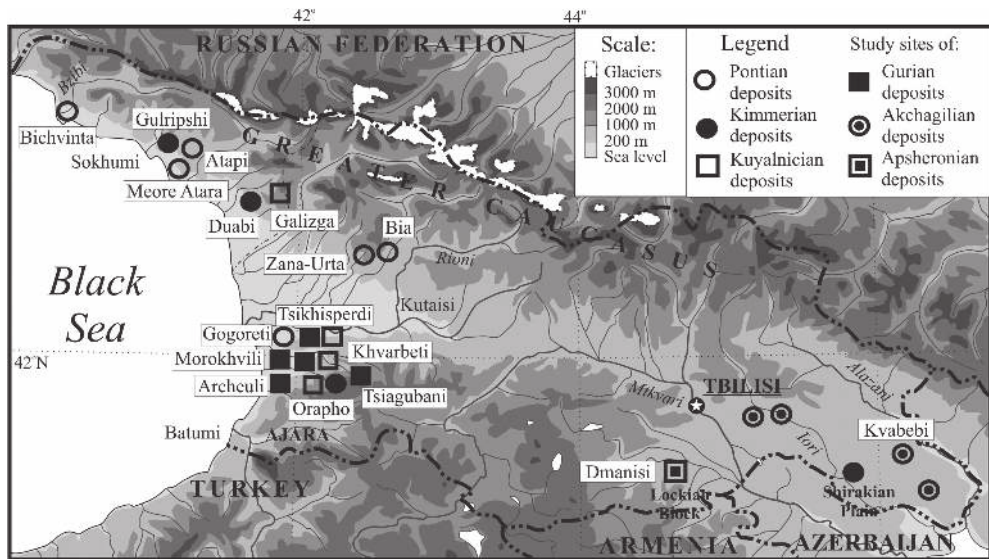 42°
44°
RUSSIAN FEDERATION
Scale:
Glaciers
3000 m
2000 m
1000 m
200 m
Sea level
Legend
Pontian
deposits
Kimmerian
deposits
Kuyalnician
deposits
Study sites of:
Gurian
deposits
Akchagilian
deposits
Apsheronian
deposits
Bichvinta
Gulripshi
Sokhumi
Atapi
Meore Atara
GREATER CAUCASUS
Duabi
Galizga
Bia
Zana-Urta
Rioni
Black
Sea
Kutaisi
Tsikhisperdi
Gogoreti
42°N
Morokhvili
Khvarbeti
Archeuli
Tsiagubani
Orapho
Mtkvari
TBILISI
Alazani
Iori
Kvabebi
Batumi
AJARA
TURKEY
Dmanisi
Block
Shirakian
Plain
ARMENIA
AZERBAIJAN